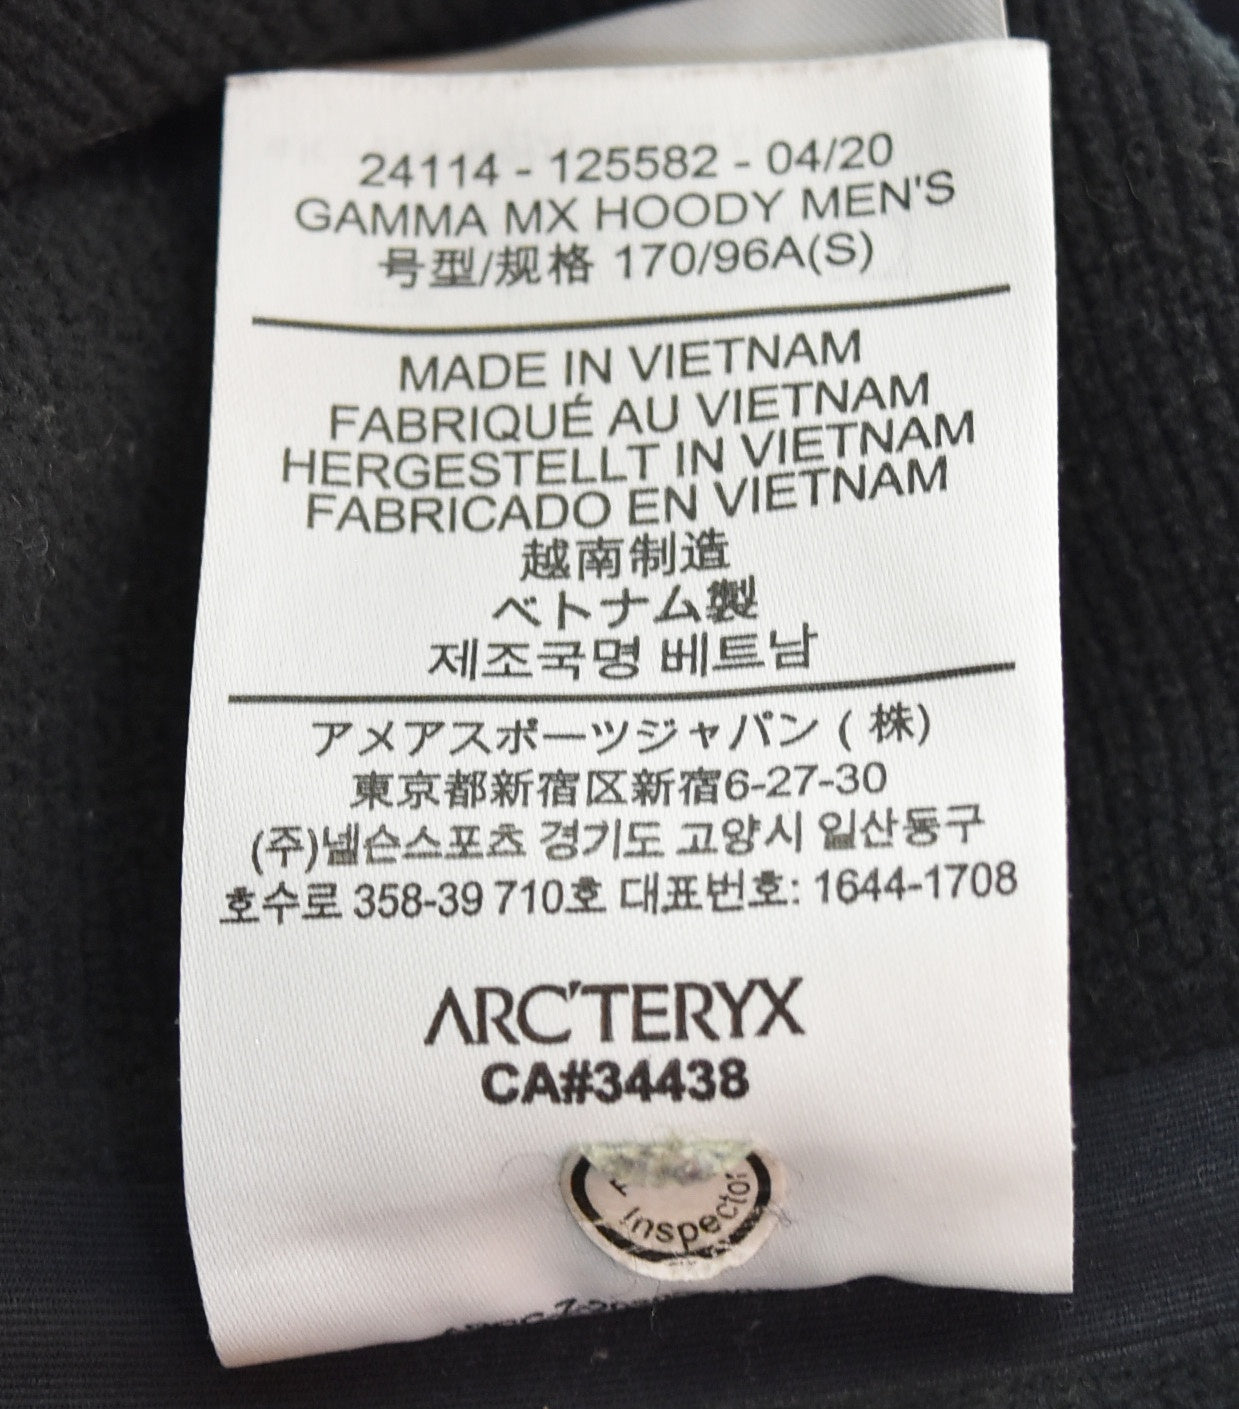 24114 - 125582 - 04/20
GAMMA MX HOODY MEN'S
号型/规格 170/96A(S)
MADE IN VIETNAM
FABRIQUÉ AU VIETNAM
HERGESTELLT IN VIETNAM
FABRICADO EN VIETNAM
越南制造
ベトナム製
제조국명 베트남
アメアスポーツジャパン ( 株)
東京都新宿区新宿6-27-30
(주)넬슨스포츠 경기도 고양시 일산동구
호수로 358-39 710호 대표번호: 1644-1708
ARC'TERYX
CA#34438
Inspector